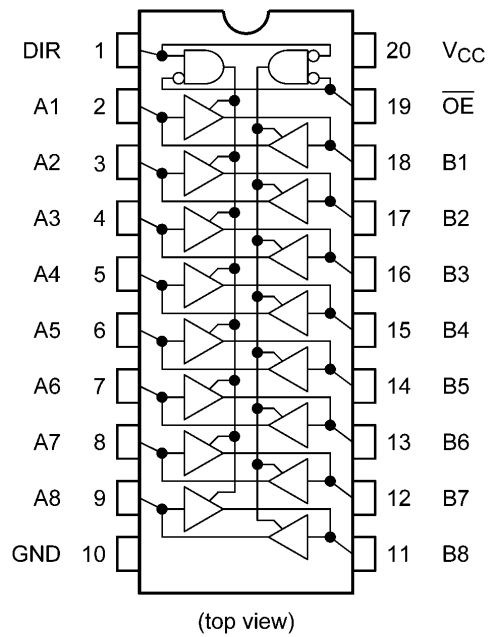 DIR 1 20 VCC
A1 2 19 O̅E̅
A2 3 18 B1
A3 4 17 B2
A4 5 16 B3
A5 6 15 B4
A6 7 14 B5
A7 8 13 B6
A8 9 12 B7
GND 10 11 B8
(top view)